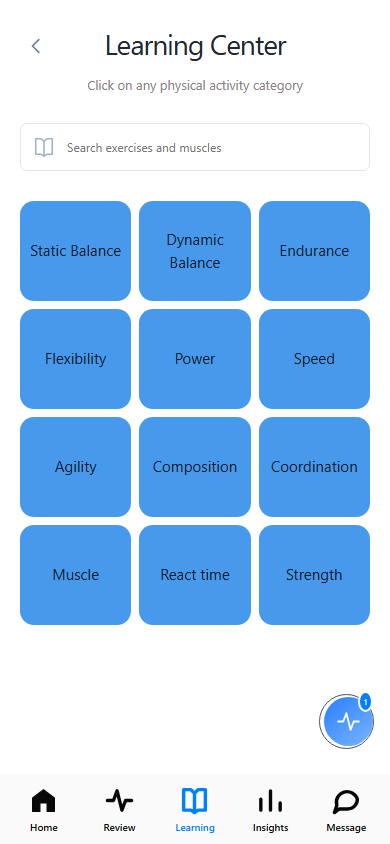 Learning Center
Click on any physical activity category
Search exercises and muscles
Static Balance
Dynamic
Balance
Endurance
Flexibility
Power
Speed
Agility
Composition
Coordination
Muscle
React time
Strength
1
Home
Review
Learning
Insights
Message